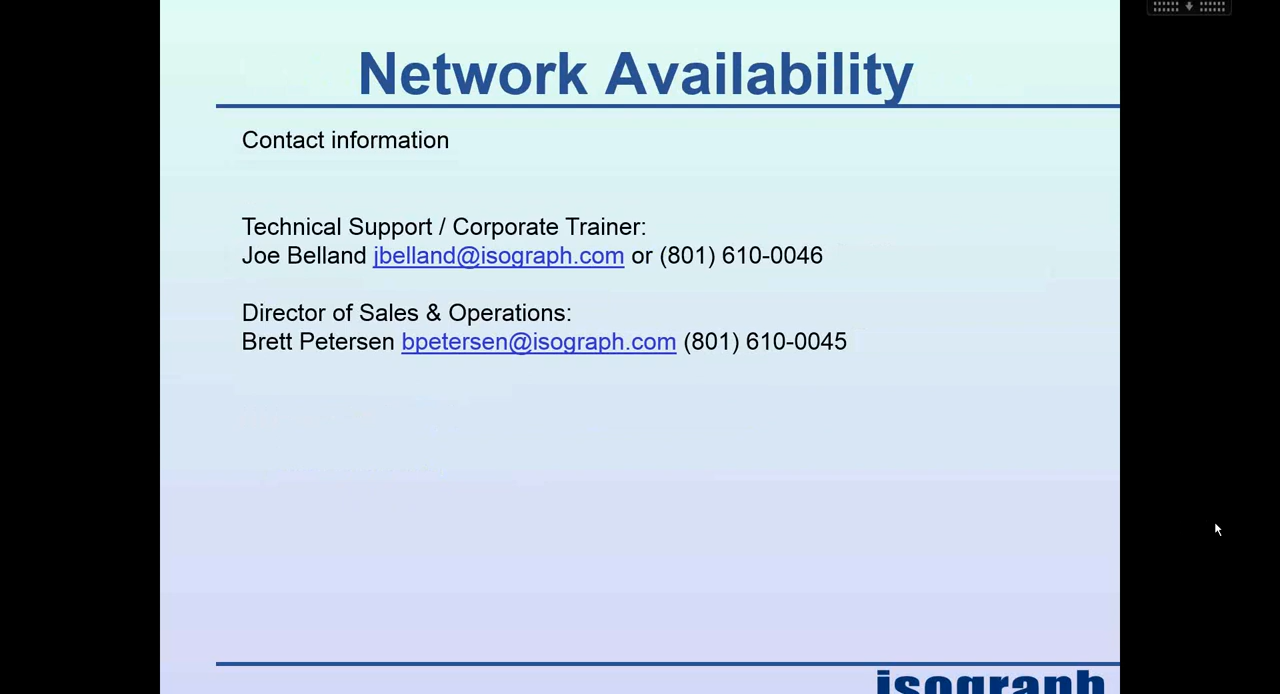 Network Availability
Contact information
Technical Support / Corporate Trainer:
Joe Belland jbelland@isograph.com or (801) 610-0046
Director of Sales & Operations:
Brett Petersen bpetersen@isograph.com (801) 610-0045
isograph